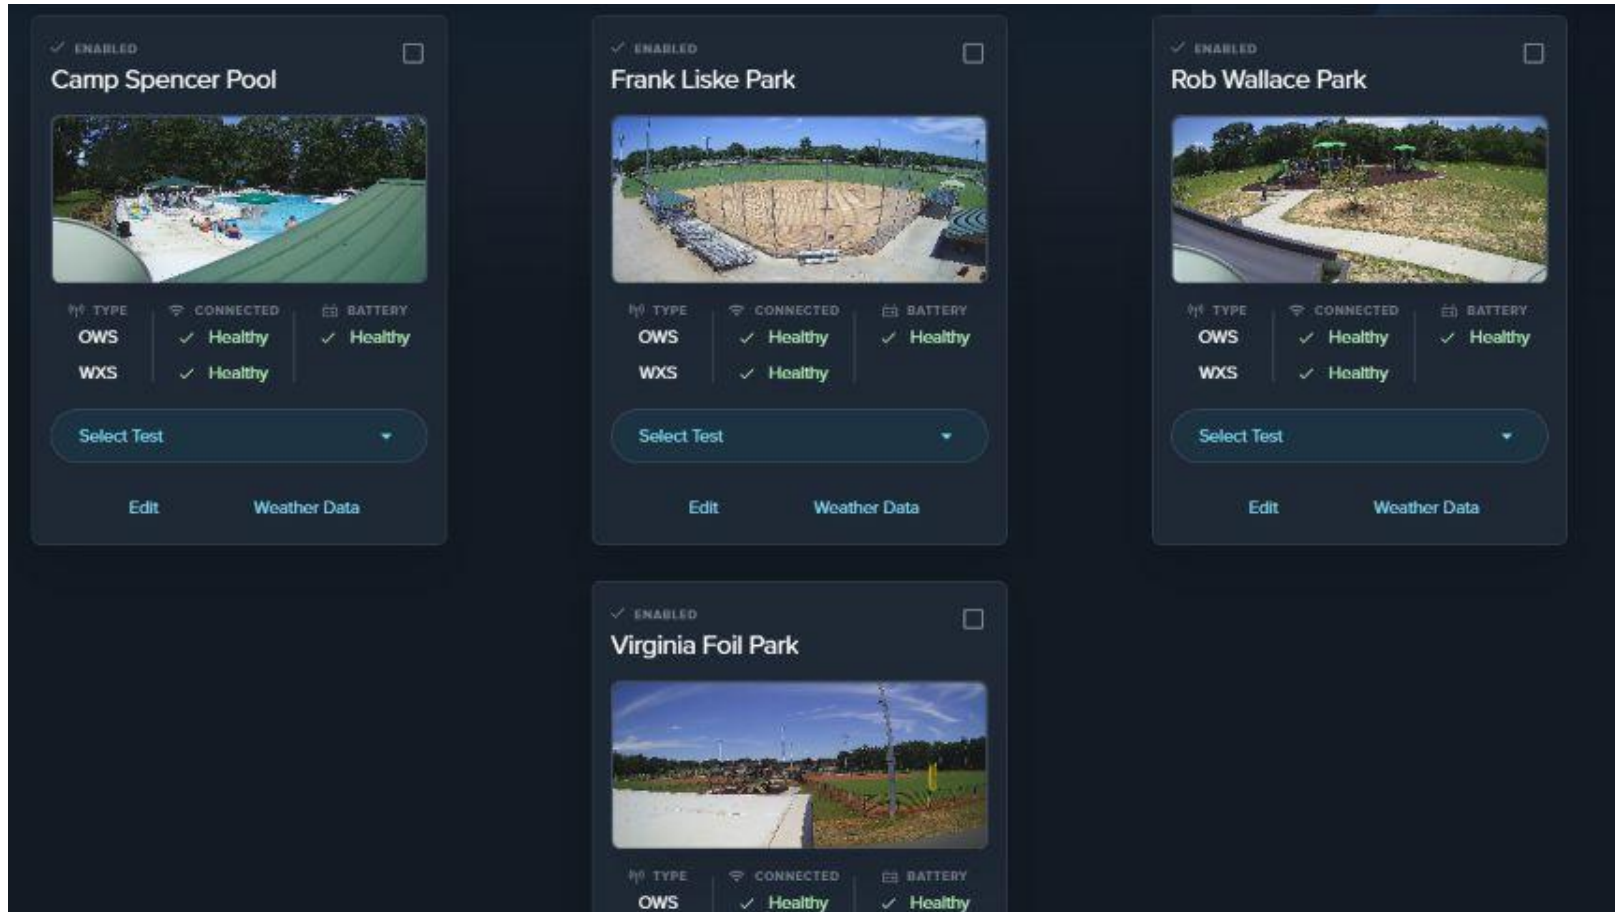 ENABLED
Camp Spencer Pool
TYPE CONNECTED BATTERY
OWS Healthy Healthy
WXS Healthy
Select Test
Edit Weather Data
ENABLED
Frank Liske Park
TYPE CONNECTED BATTERY
OWS Healthy Healthy
WXS Healthy
Select Test
Edit Weather Data
ENABLED
Rob Wallace Park
TYPE CONNECTED BATTERY
OWS Healthy Healthy
WXS Healthy
Select Test
Edit Weather Data
ENABLED
Virginia Foil Park
TYPE CONNECTED BATTERY
OWS Healthy Healthy